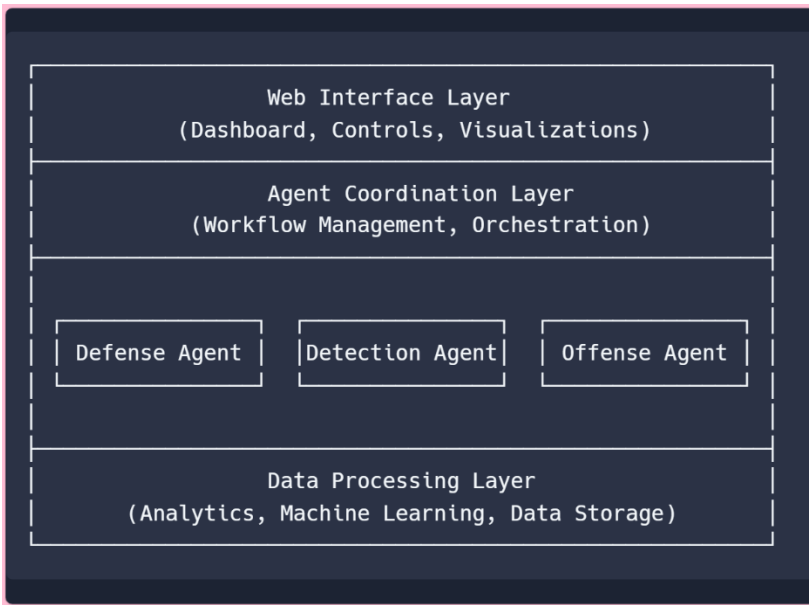 Web Interface Layer
(Dashboard, Controls, Visualizations)
Agent Coordination Layer
(Workflow Management, Orchestration)
Defense Agent
Detection Agent
Offense Agent
Data Processing Layer
(Analytics, Machine Learning, Data Storage)